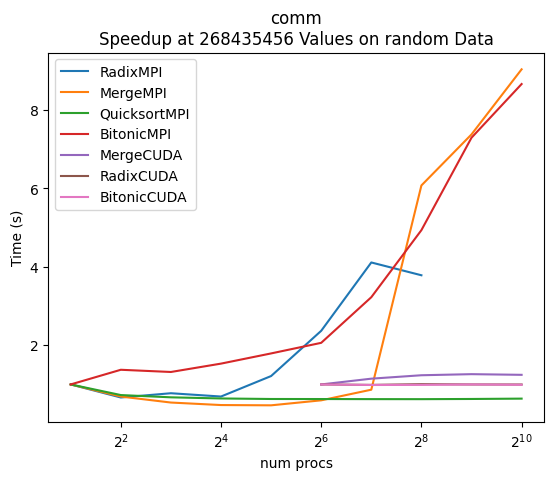 comm
Speedup at 268435456 Values on random Data
RadixMPI
MergeMPI
QuicksortMPI
BitonicMPI
MergeCUDA
RadixCUDA
BitonicCUDA
8
6
4
2
Time (s)
2^2
2^4
2^6
2^8
2^10
num procs